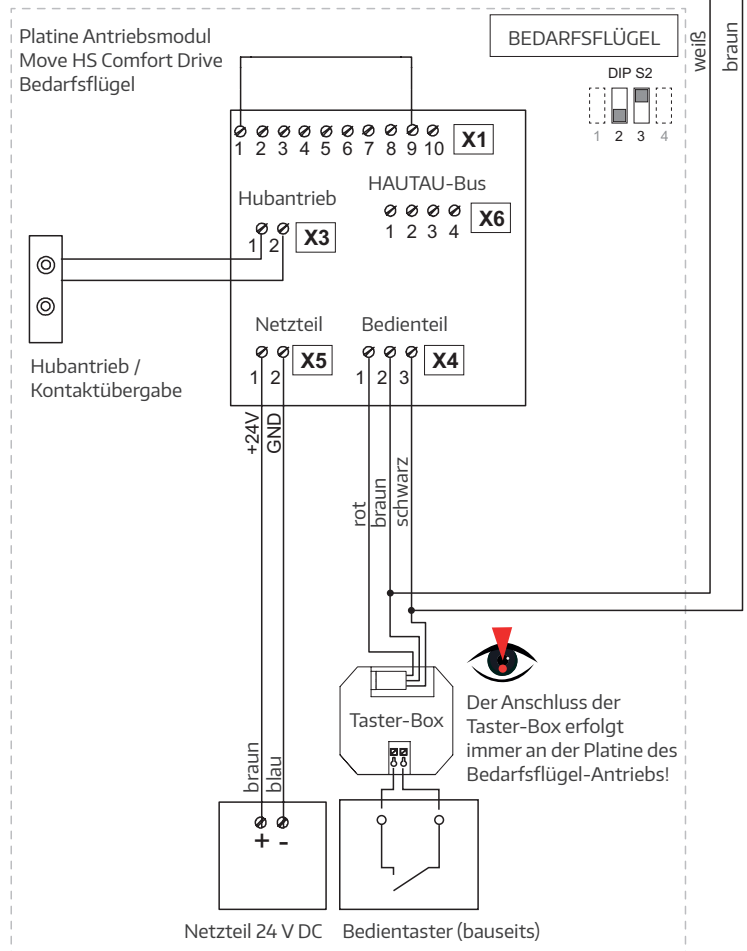 Platine Antriebsmodul
Move HS Comfort Drive
Bedarfsflügel
BEDARFSFLÜGEL
weiß
braun
DIP S2
1 2 3 4
1 2 3 4 5 6 7 8 9 10 X1
Hubantrieb
1 2 X3
HAUTAU-Bus
1 2 3 4 X6
Hubantrieb /
Kontaktübergabe
Netzteil
1 2 X5
Bedienteil
1 2 3 X4
+24V
GND
rot
braun
schwarz
Taster-Box
Der Anschluss der
Taster-Box erfolgt
immer an der Platine des
Bedarfsflügel-Antriebs!
braun
blau
+ -
Netzteil 24 V DC
Bedientaster (bauseits)